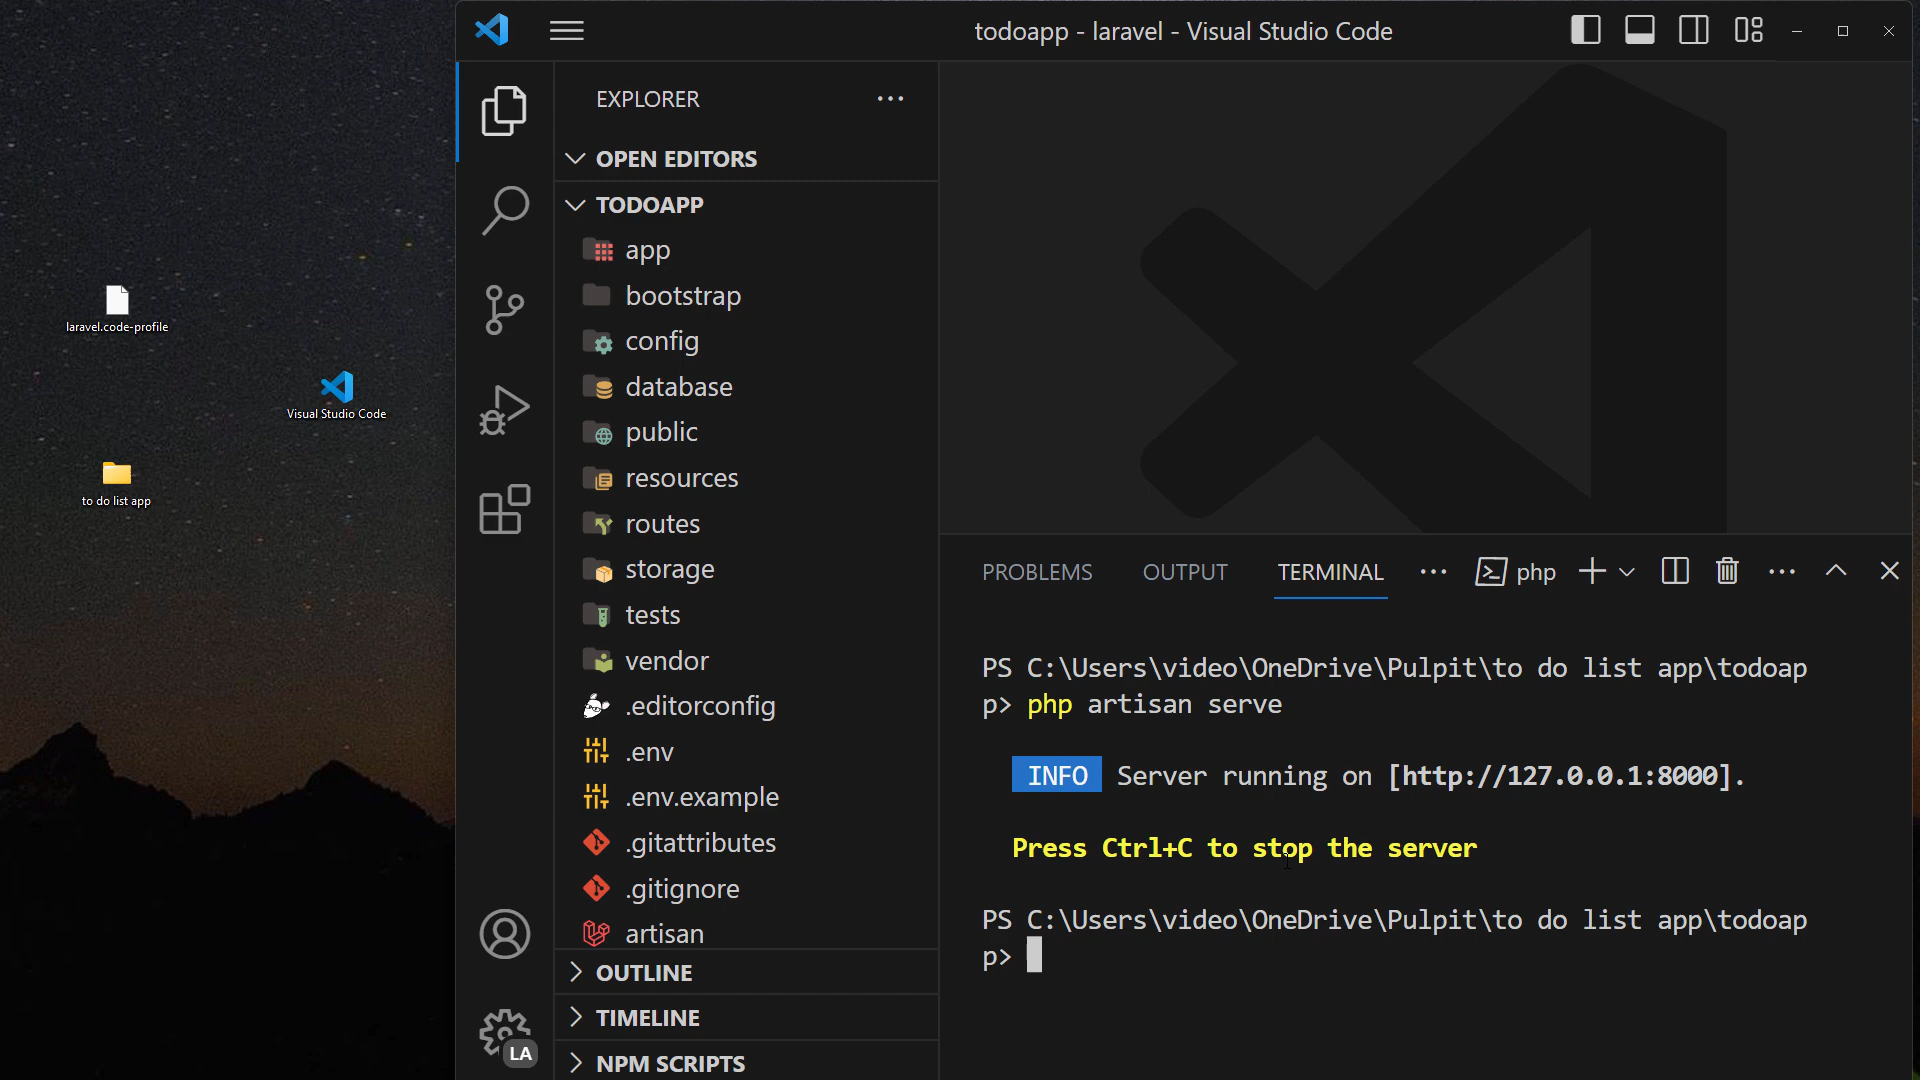 todoapp - laravel - Visual Studio Code
EXPLORER
OPEN EDITORS
TODOAPP
app
bootstrap
config
database
public
resources
routes
storage
tests
vendor
.editorconfig
.env
.env.example
.gitattributes
.gitignore
artisan
OUTLINE
TIMELINE
NPM SCRIPTS
LA
laravel.code-profile
Visual Studio Code
to do list app
PROBLEMS OUTPUT TERMINAL php
PS C:\Users\video\OneDrive\Pulpit\to do list app\todoap
p> php artisan serve
INFO Server running on [http://127.0.0.1:8000].
Press Ctrl+C to stop the server
PS C:\Users\video\OneDrive\Pulpit\to do list app\todoap
p>